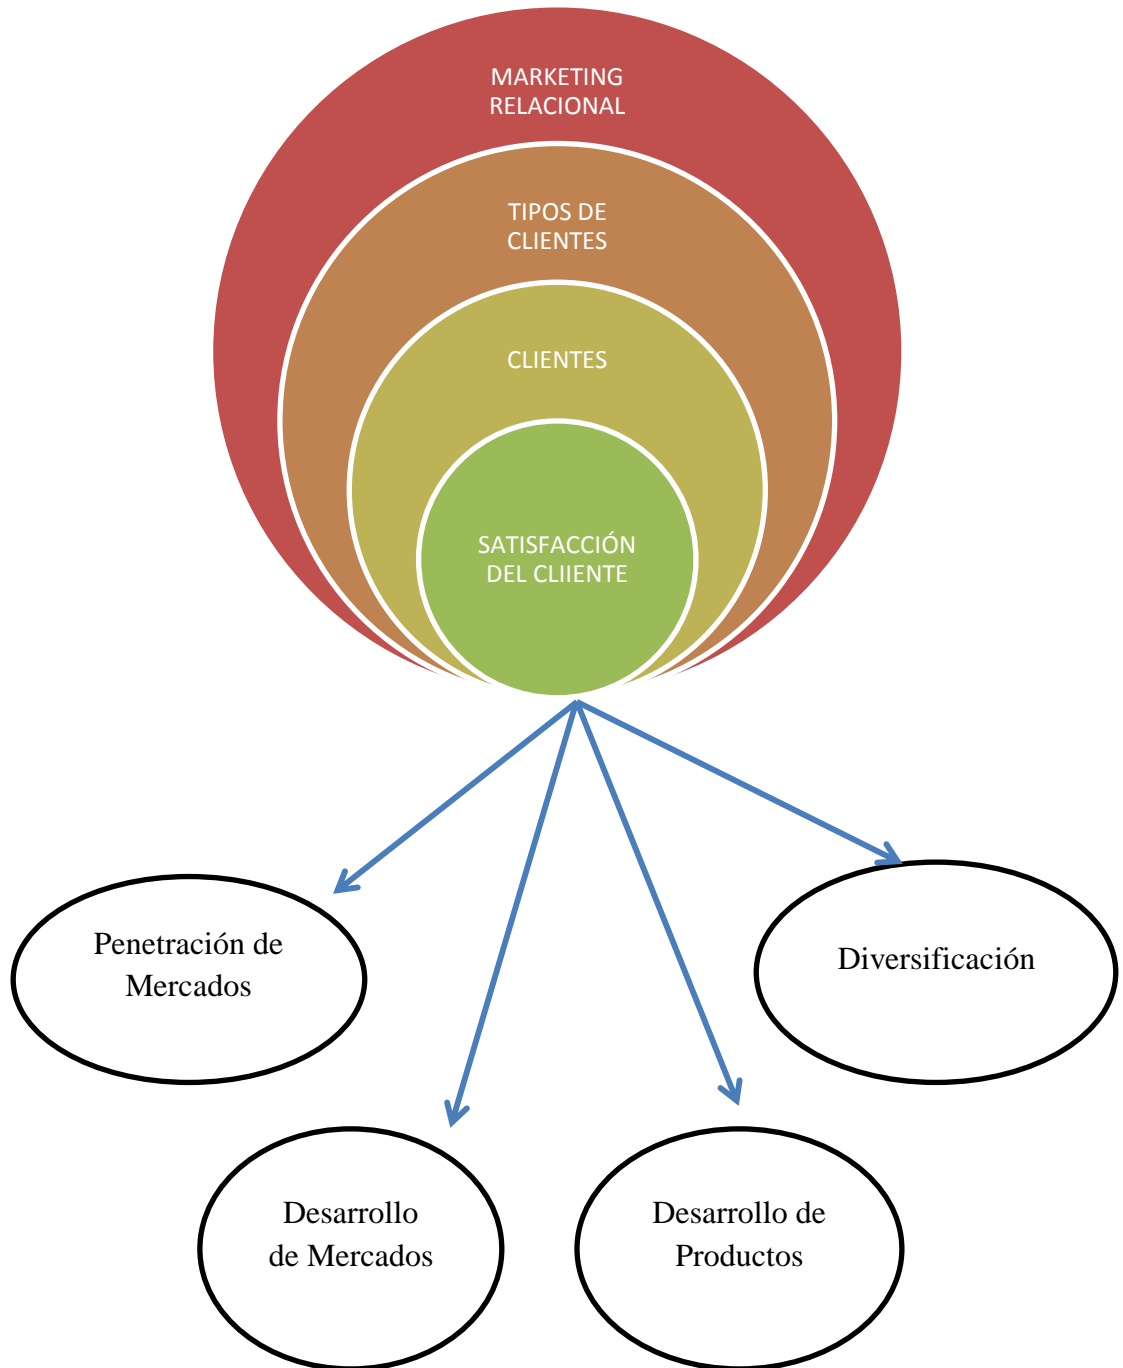 MARKETING
RELACIONAL
TIPOS DE
CLIENTES
CLIENTES
SATISFACCIÓN
DEL CLIIENTE
Penetración de
Mercados
Diversificación
Desarrollo
de Mercados
Desarrollo de
Productos